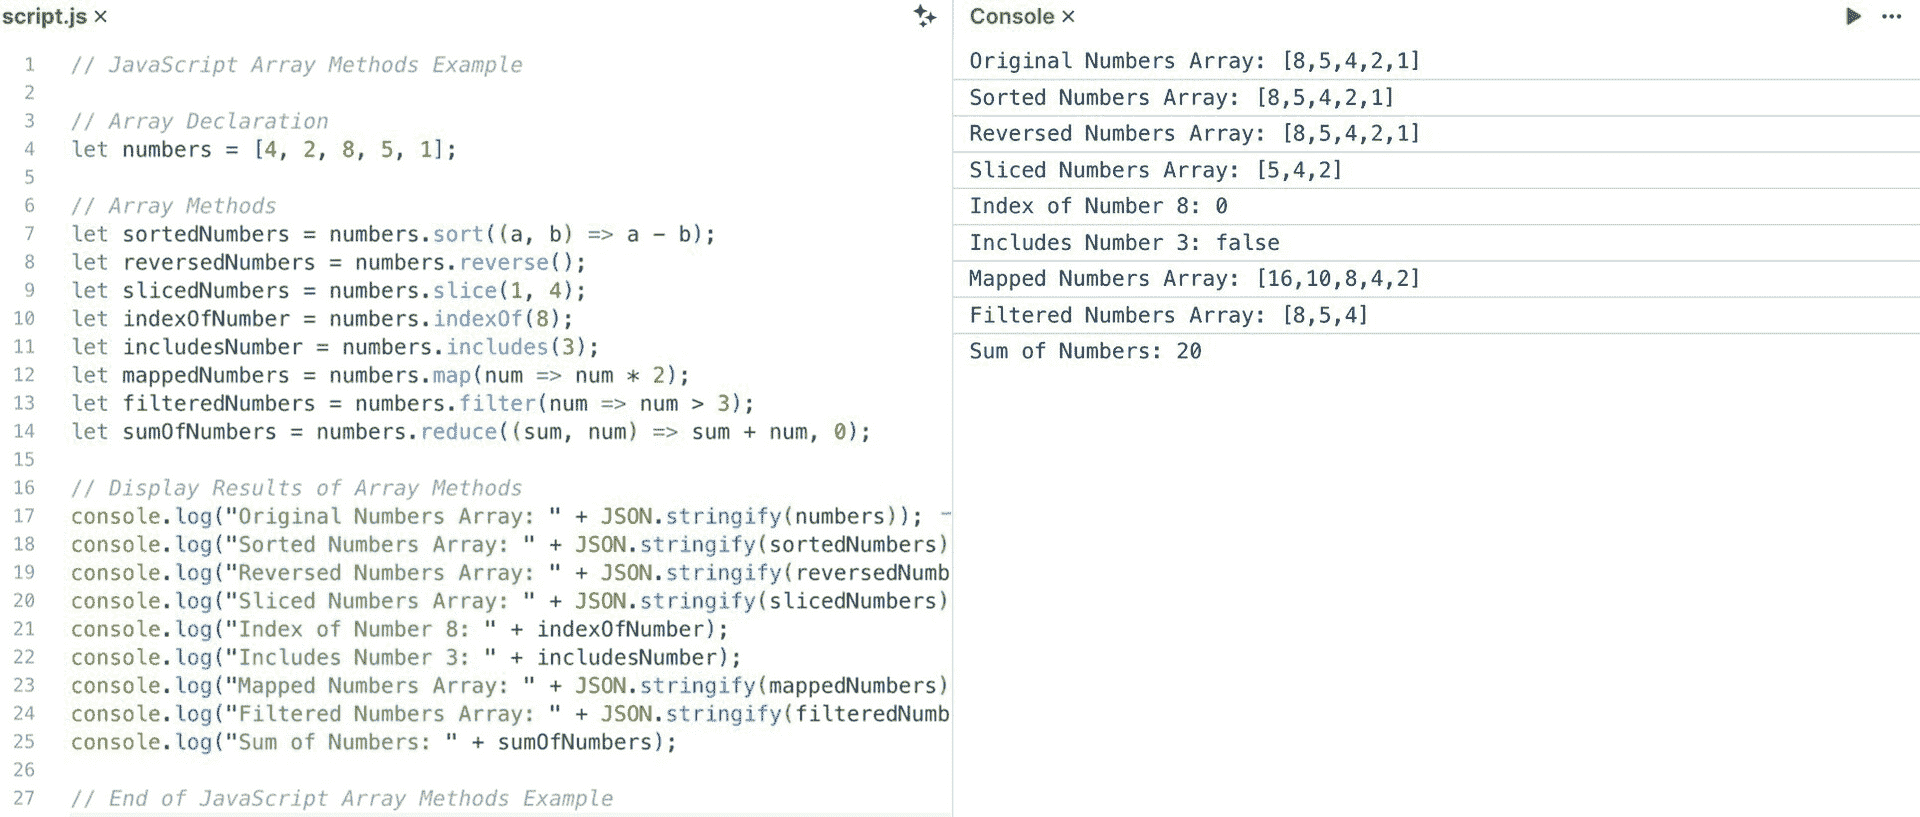 script.js ×
1 // JavaScript Array Methods Example
2
3 // Array Declaration
4 let numbers = [4, 2, 8, 5, 1];
5
6 // Array Methods
7 let sortedNumbers = numbers.sort((a, b) => a - b);
8 let reversedNumbers = numbers.reverse();
9 let slicedNumbers = numbers.slice(1, 4);
10 let indexOfNumber = numbers.indexOf(8);
11 let includesNumber = numbers.includes(3);
12 let mappedNumbers = numbers.map(num => num * 2);
13 let filteredNumbers = numbers.filter(num => num > 3);
14 let sumOfNumbers = numbers.reduce((sum, num) => sum + num, 0);
15
16 // Display Results of Array Methods
17 console.log("Original Numbers Array: " + JSON.stringify(numbers));
18 console.log("Sorted Numbers Array: " + JSON.stringify(sortedNumbers)
19 console.log("Reversed Numbers Array: " + JSON.stringify(reversedNumb
20 console.log("Sliced Numbers Array: " + JSON.stringify(slicedNumbers)
21 console.log("Index of Number 8: " + indexOfNumber);
22 console.log("Includes Number 3: " + includesNumber);
23 console.log("Mapped Numbers Array: " + JSON.stringify(mappedNumbers)
24 console.log("Filtered Numbers Array: " + JSON.stringify(filteredNumb
25 console.log("Sum of Numbers: " + sumOfNumbers);
26
27 // End of JavaScript Array Methods Example
Console ×
Original Numbers Array: [8,5,4,2,1]
Sorted Numbers Array: [8,5,4,2,1]
Reversed Numbers Array: [8,5,4,2,1]
Sliced Numbers Array: [5,4,2]
Index of Number 8: 0
Includes Number 3: false
Mapped Numbers Array: [16,10,8,4,2]
Filtered Numbers Array: [8,5,4]
Sum of Numbers: 20